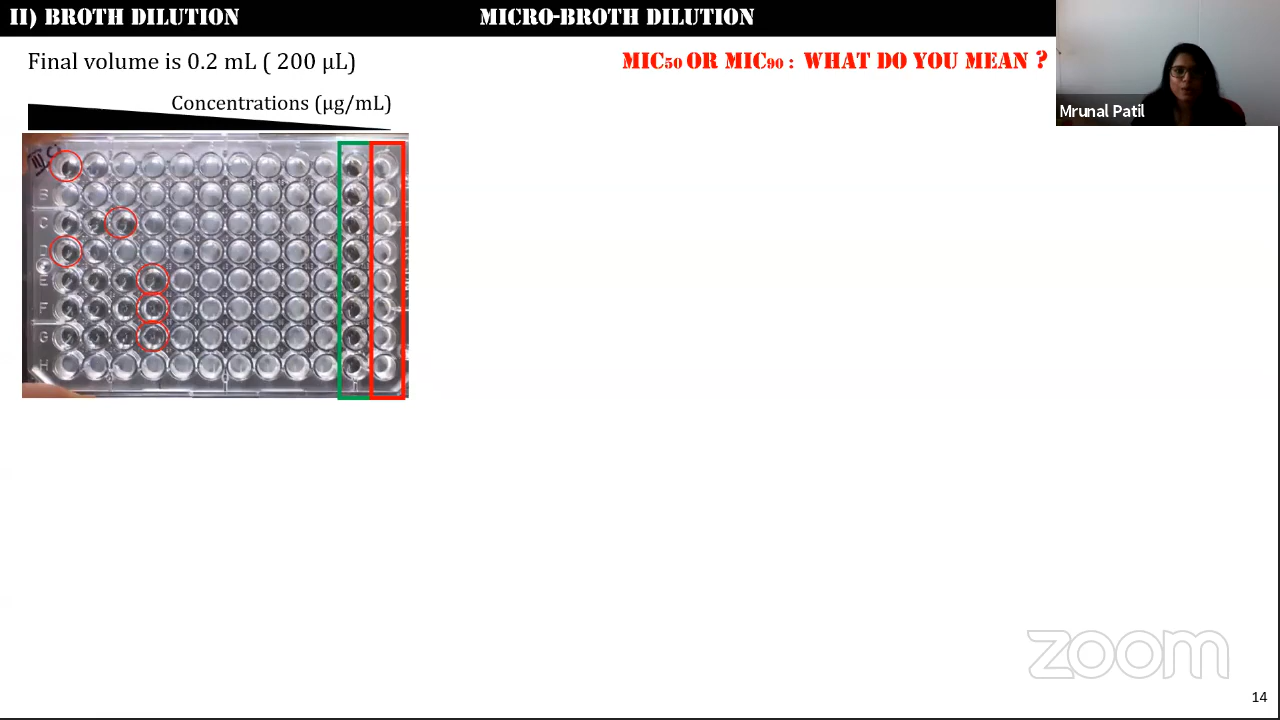 II) BROTH DILUTION
MICRO-BROTH DILUTION
Final volume is 0.2 mL ( 200 µL)
MIC50 OR MIC90 : WHAT DO YOU MEAN ?
Concentrations (µg/mL)
Mrunal Patil
B
C
D
E
F
G
H
zoom
14